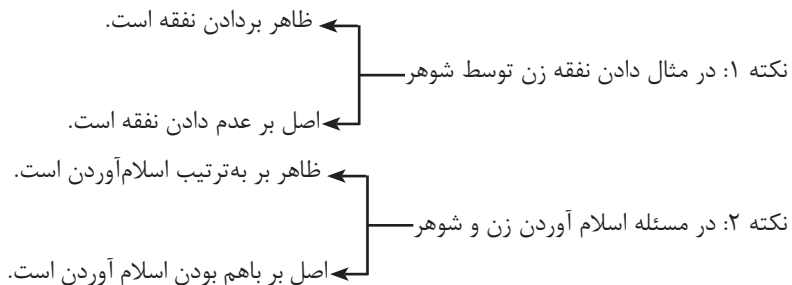 ظاهر بردادن نفقه است.
نکته ۱: در مثال دادن نفقه زن توسط شوهر
اصل بر عدم دادن نفقه است.
ظاهر بر به‌ترتیب اسلام‌آوردن است.
نکته ۲: در مسئله اسلام آوردن زن و شوهر
اصل بر باهم بودن اسلام آوردن است.